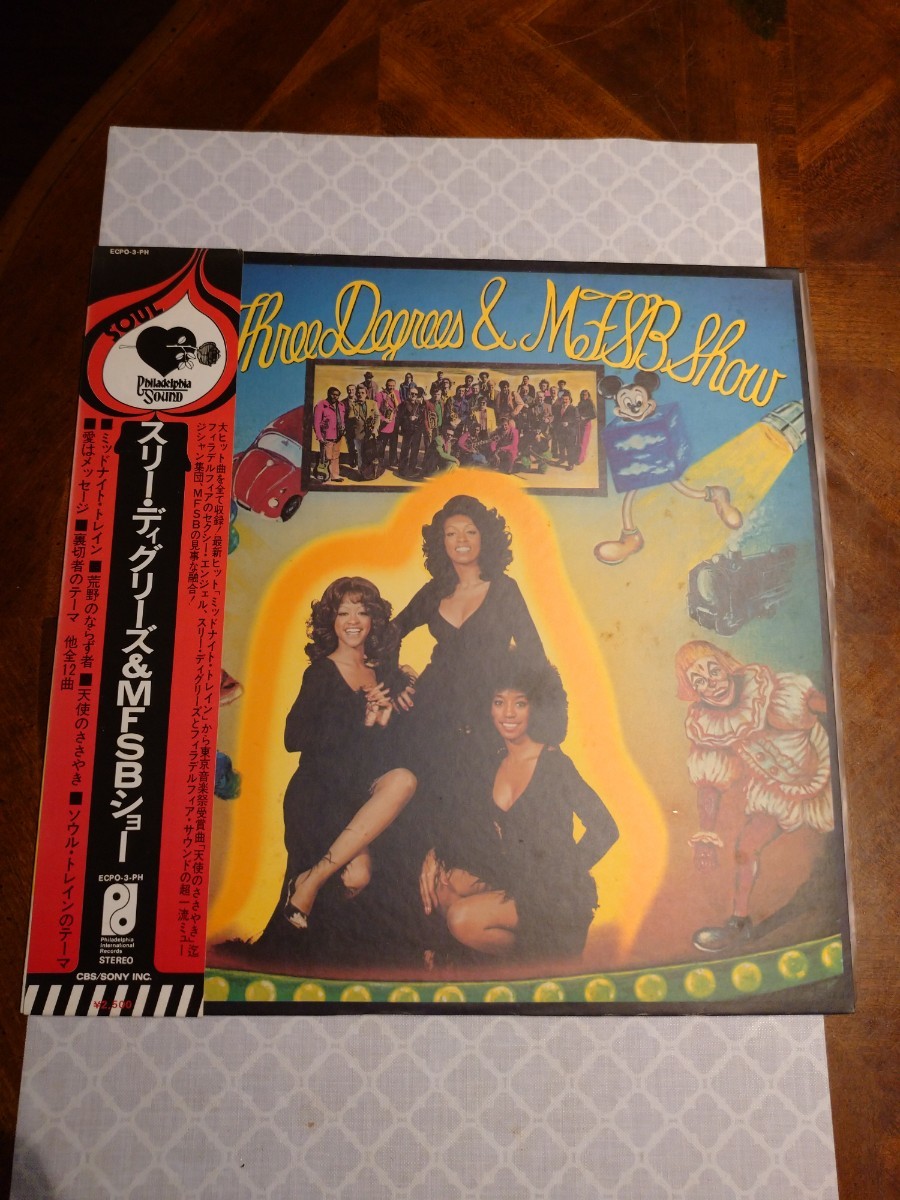 ECPO-3-PH
SOUL
Philadelphia
SOUND
Three Degrees & MFSB Show
大ヒット曲を全て収録!最新ヒット「ミッドナイト・トレイン」から東京音楽祭受賞曲「天使のささやき」迄
フィラデルフィアのセクシー・エンジェル、スリー・ディグリーズとフィラデルフィア・サウンドの超一流ミュー
ジシャン集団、MFSBの見事な融合!
スリー・ディグリーズ&MFSBショー
■ミッドナイト・トレイン ■荒野のならず者 ■天使のささやき ■ソウル・トレインのテーマ
■愛はメッセージ ■裏切者のテーマ 他全12曲
ECPO-3-PH
Philadelphia
International
Records
STEREO
CBS/SONY INC.
¥2,500